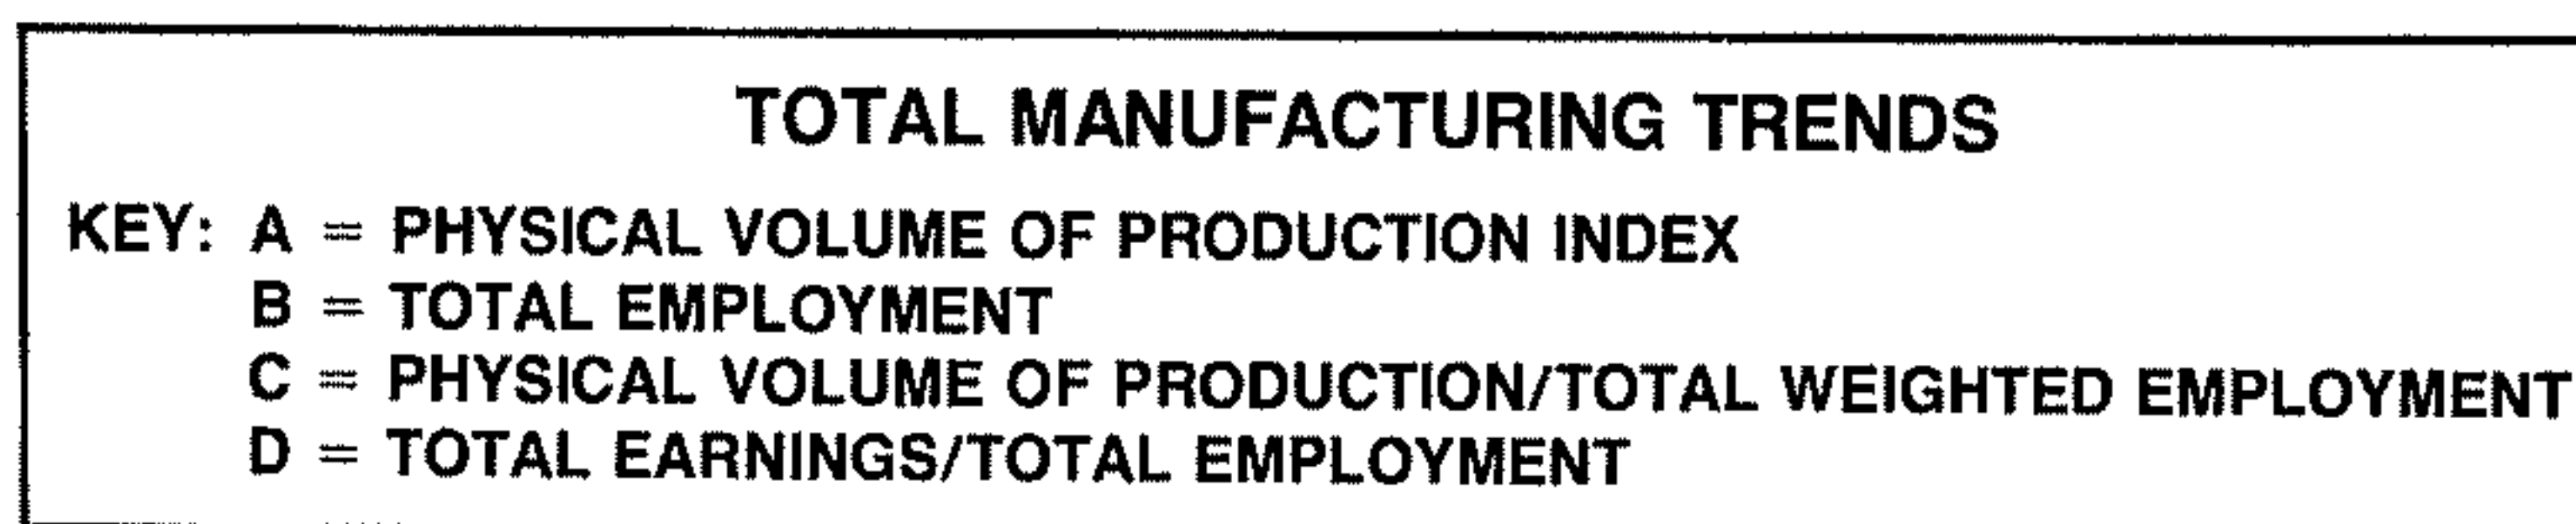 TOTAL MANUFACTURING TRENDS
KEY: A = PHYSICAL VOLUME OF PRODUCTION INDEX
B = TOTAL EMPLOYMENT
C = PHYSICAL VOLUME OF PRODUCTION/TOTAL WEIGHTED EMPLOYMENT
D = TOTAL EARNINGS/TOTAL EMPLOYMENT